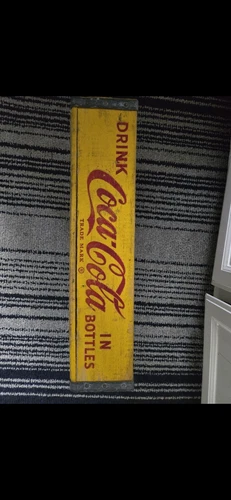 DRINK
Coca-Cola
TRADE MARK ®
IN
BOTTLES